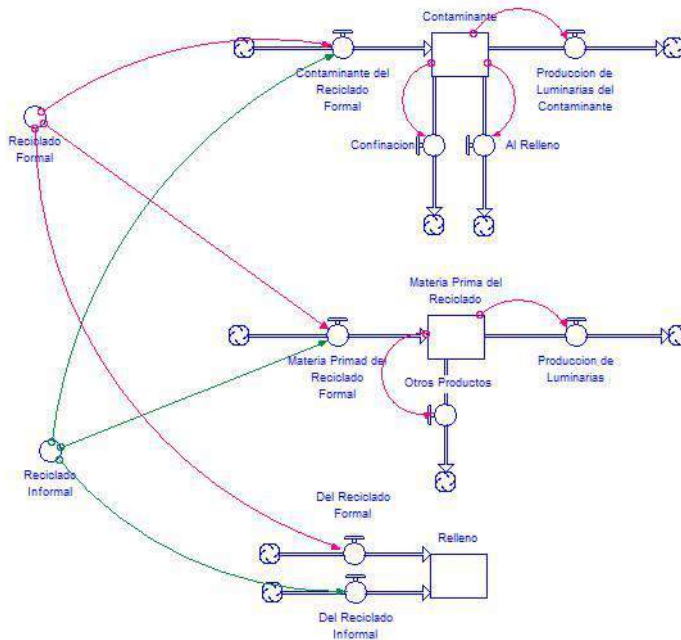 Contaminante
Contaminante del
Reciclado
Formal
Produccion de
Luminarias del
Contaminante
Reciclado
Formal
Confinacion
Al Relleno
Materia Prima del
Reciclado
Materia Primad del
Reciclado
Formal
Otros Productos
Produccion de
Luminarias
Reciclado
Informal
Del Reciclado
Formal
Relleno
Del Reciclado
Informal